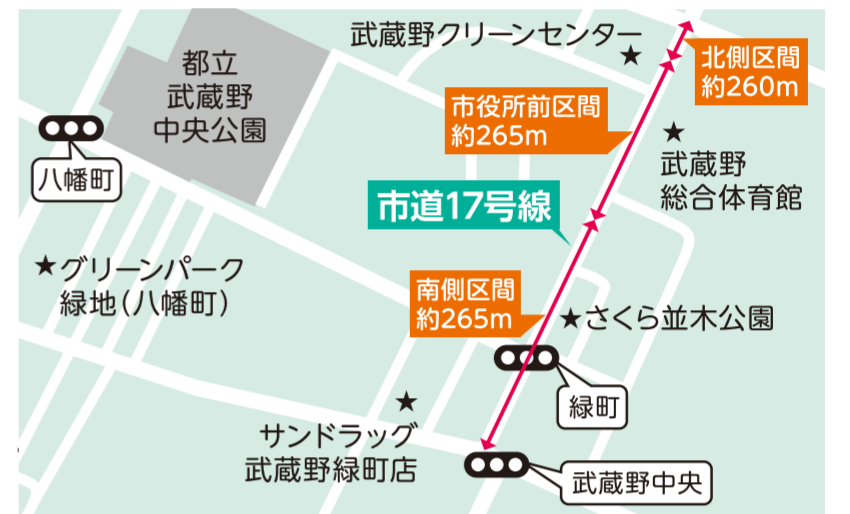 武蔵野クリーンセンター
北側区間
約260m
都立
武蔵野
中央公園
市役所前区間
約265m
八幡町
武蔵野
総合体育館
市道17号線
グリーンパーク
緑地(八幡町)
南側区間
約265m
さくら並木公園
緑町
サンドラッグ
武蔵野緑町店
武蔵野中央